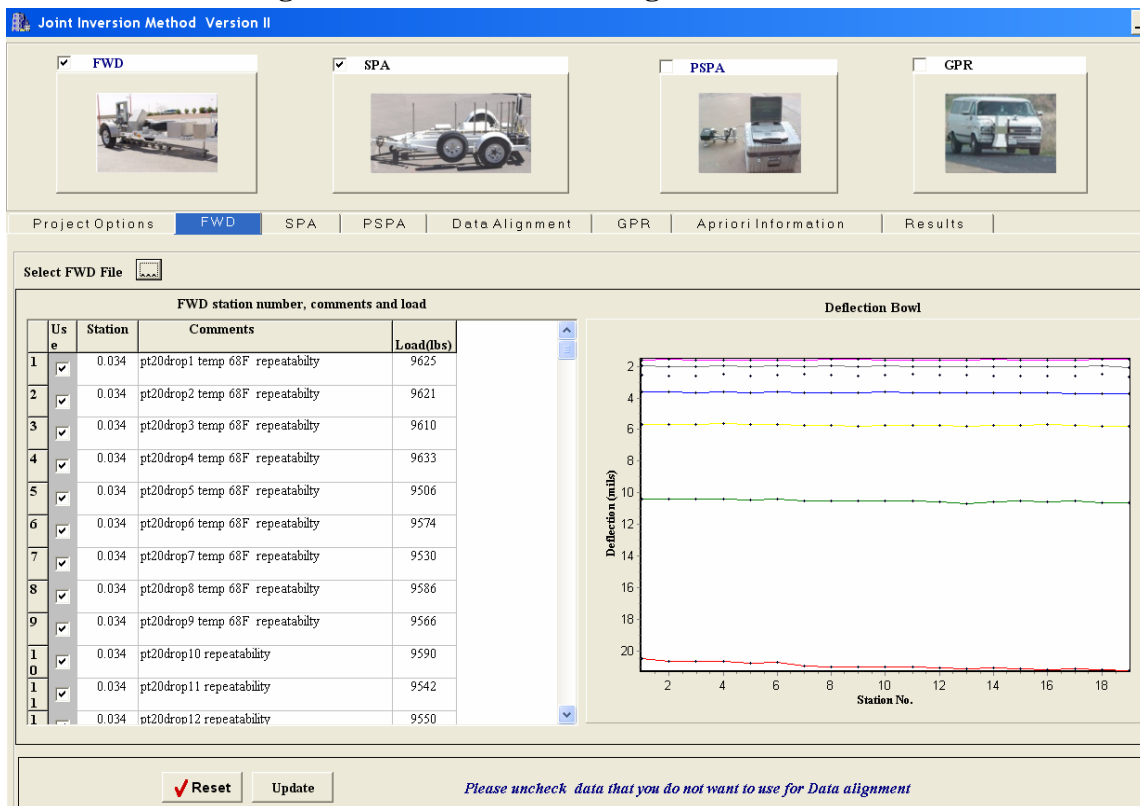 Joint Inversion Method Version II
FWD
SPA
PSPA
GPR
Project Options FWD SPA PSPA Data Alignment GPR Apriori Information Results
Select FWD File ...
FWD station number, comments and load
Us
e Station Comments Load(lbs)
1 0.034 pt20drop1 temp 68F repeatabilty 9625
2 0.034 pt20drop2 temp 68F repeatabilty 9621
3 0.034 pt20drop3 temp 68F repeatabilty 9610
4 0.034 pt20drop4 temp 68F repeatabilty 9633
5 0.034 pt20drop5 temp 68F repeatabilty 9506
6 0.034 pt20drop6 temp 68F repeatabilty 9574
7 0.034 pt20drop7 temp 68F repeatabilty 9530
8 0.034 pt20drop8 temp 68F repeatabilty 9586
9 0.034 pt20drop9 temp 68F repeatabilty 9566
1
0 0.034 pt20drop10 repeatability 9590
1
1 0.034 pt20drop11 repeatability 9542
1 0.034 pt20drop12 repeatability 9550
Deflection Bowl
Deflection (mils)
2
4
6
8
10
12
14
16
18
20
2 4 6 8 10 12 14 16 18
Station No.
Reset Update
Please uncheck data that you do not want to use for Data alignment